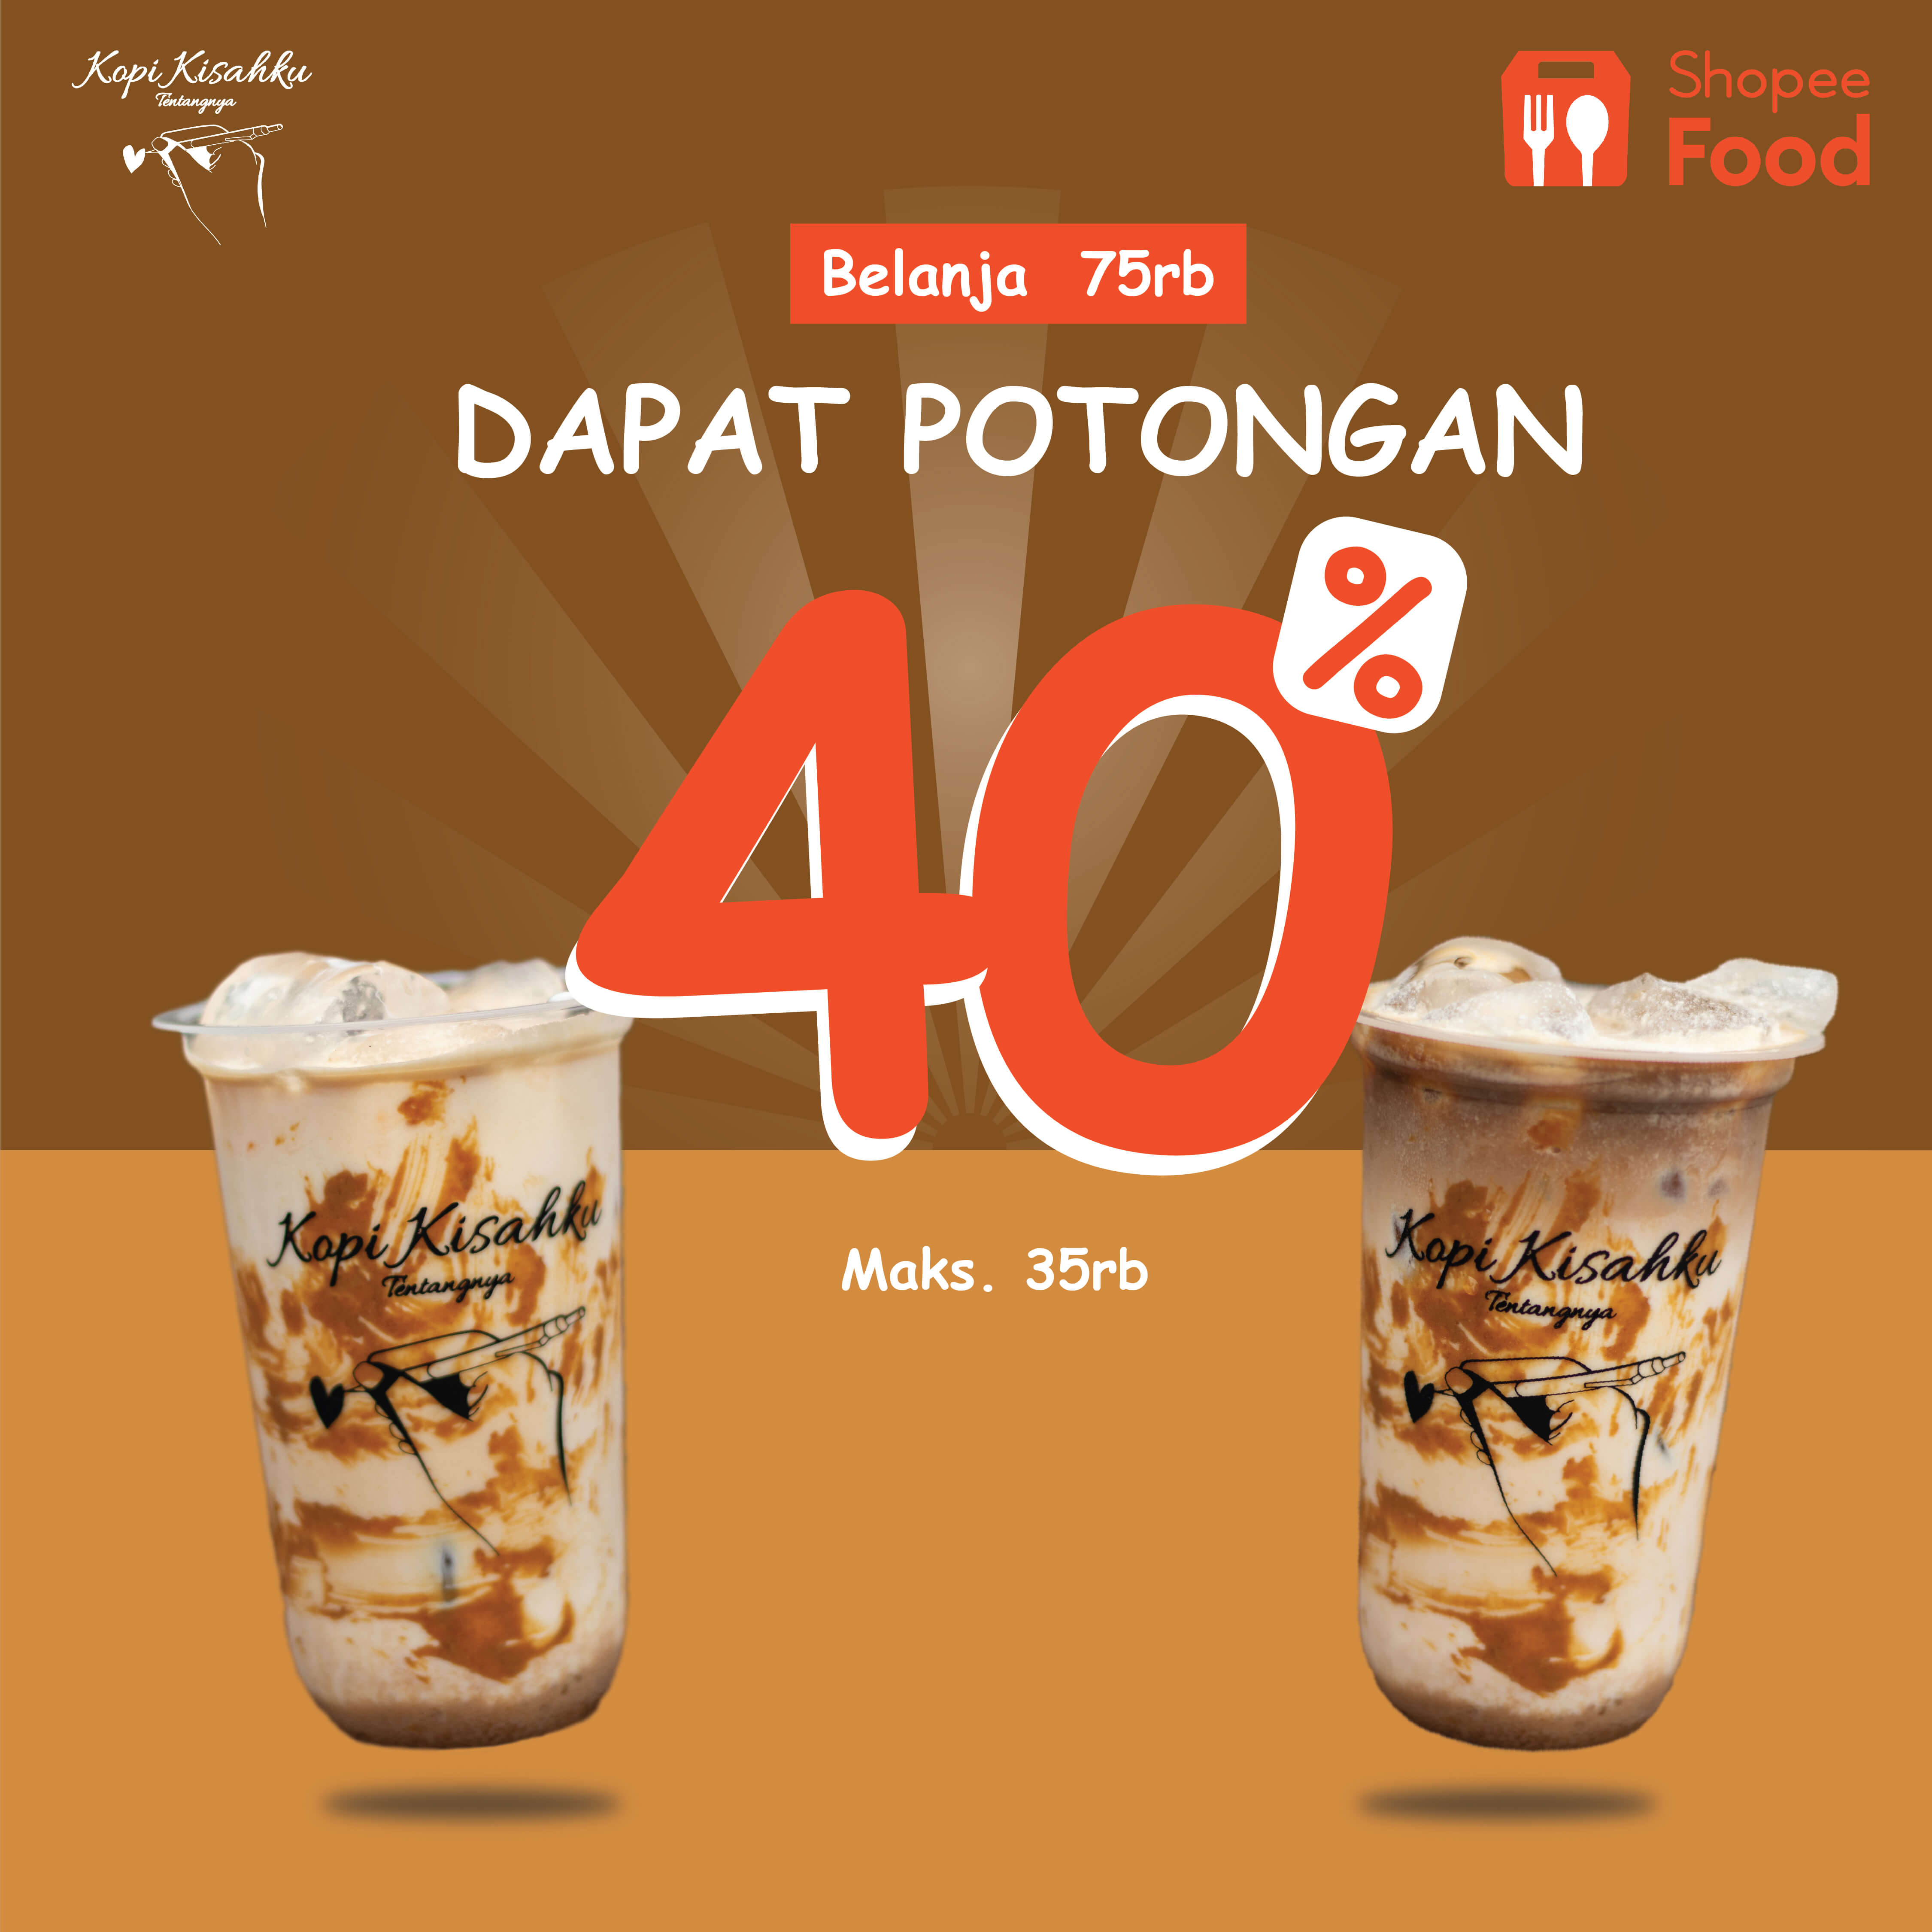 Kopi Kisahku
Tentangnya
Shopee
Food
Belanja 75rb
DAPAT POTONGAN
40%
Maks. 35rb
Kopi Kisahku
Tentangnya
Kopi Kisahku
Tentangnya